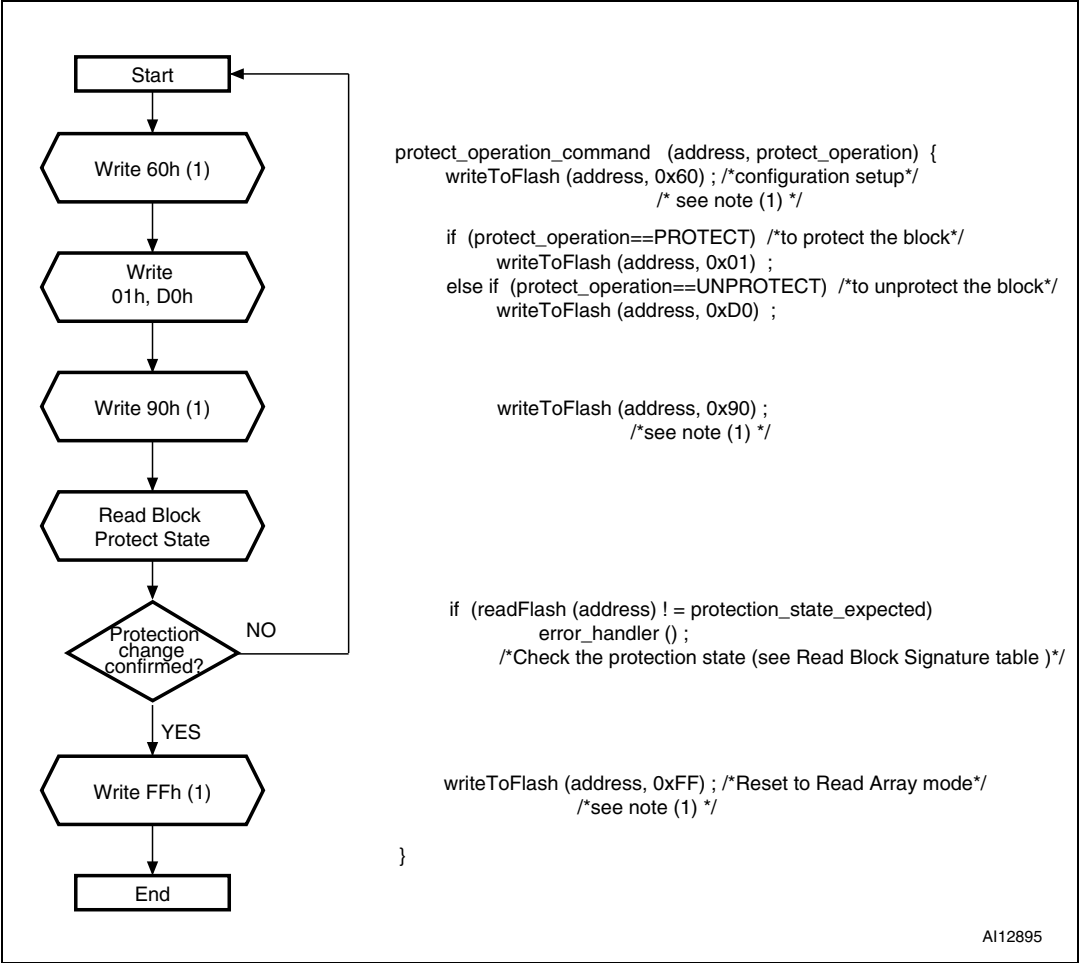 Start
Write 60h (1)
Write
01h, D0h
Write 90h (1)
Read Block
Protect State
Protection
change
confirmed?
NO
YES
Write FFh (1)
End
protect_operation_command (address, protect_operation) {
writeToFlash (address, 0x60) ; /*configuration setup*/
/* see note (1) */
if (protect_operation==PROTECT) /*to protect the block*/
writeToFlash (address, 0x01) ;
else if (protect_operation==UNPROTECT) /*to unprotect the block*/
writeToFlash (address, 0xD0) ;
writeToFlash (address, 0x90) ;
/*see note (1) */
if (readFlash (address) ! = protection_state_expected)
error_handler () ;
/*Check the protection state (see Read Block Signature table )*/
writeToFlash (address, 0xFF) ; /*Reset to Read Array mode*/
/*see note (1) */
}
AI12895